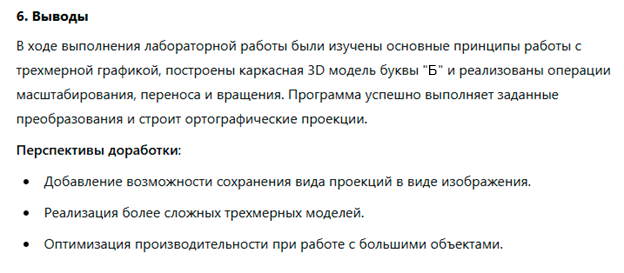 6. Выводы
В ходе выполнения лабораторной работы были изучены основные принципы работы с
трехмерной графикой, построены каркасная 3D модель буквы "Б" и реализованы операции
масштабирования, переноса и вращения. Программа успешно выполняет заданные
преобразования и строит ортографические проекции.
Перспективы доработки:
• Добавление возможности сохранения вида проекций в виде изображения.
• Реализация более сложных трехмерных моделей.
• Оптимизация производительности при работе с большими объектами.